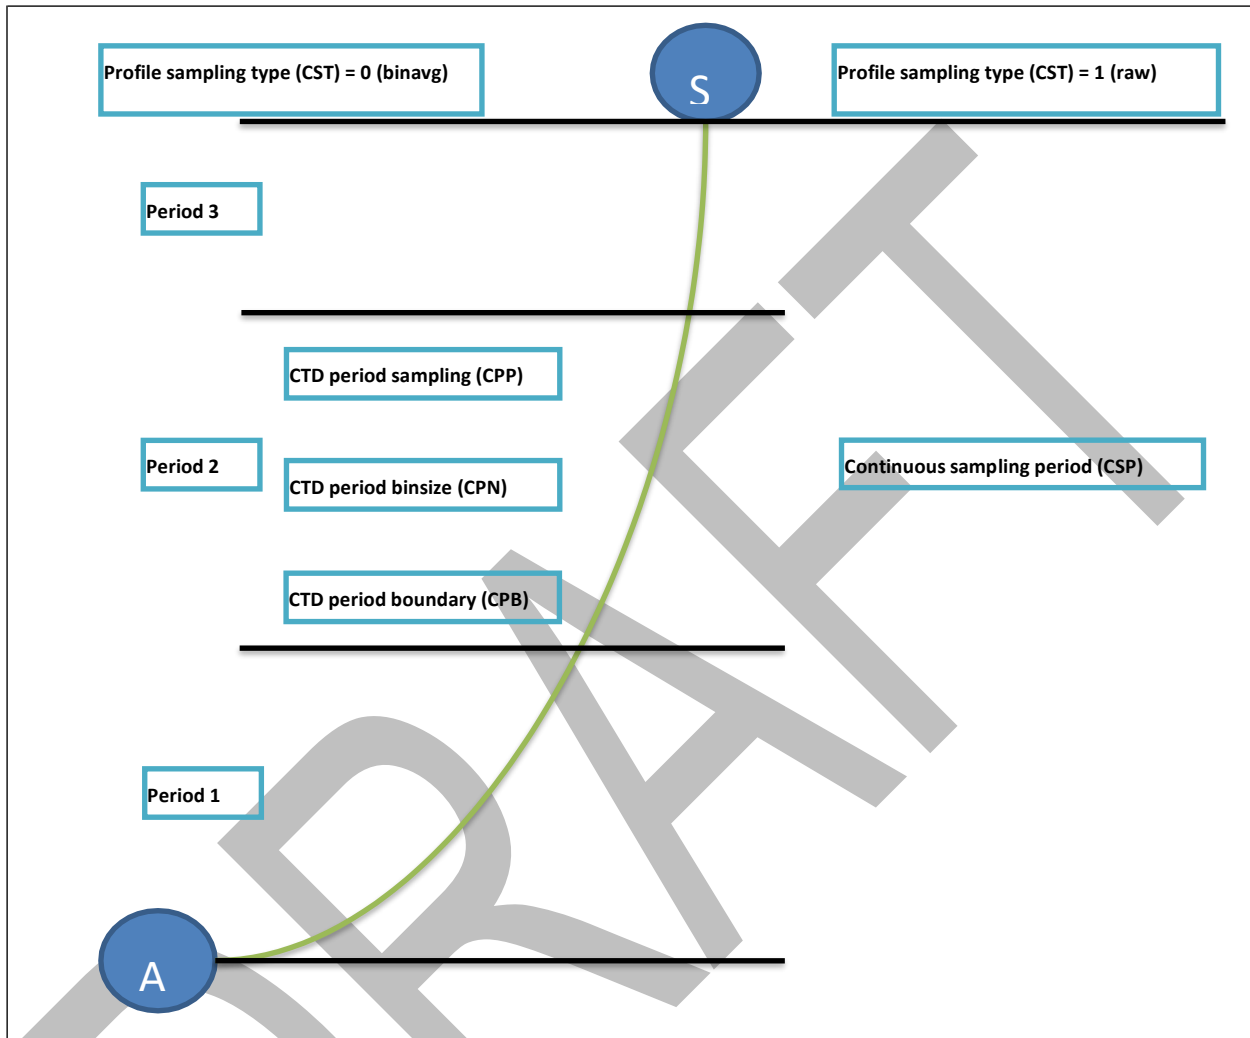 Profile sampling type (CST) = 0 (binavg)
S
Profile sampling type (CST) = 1 (raw)
Period 3
CTD period sampling (CPP)
Period 2
CTD period binsize (CPN)
Continuous sampling period (CSP)
CTD period boundary (CPB)
Period 1
A
DRAFT